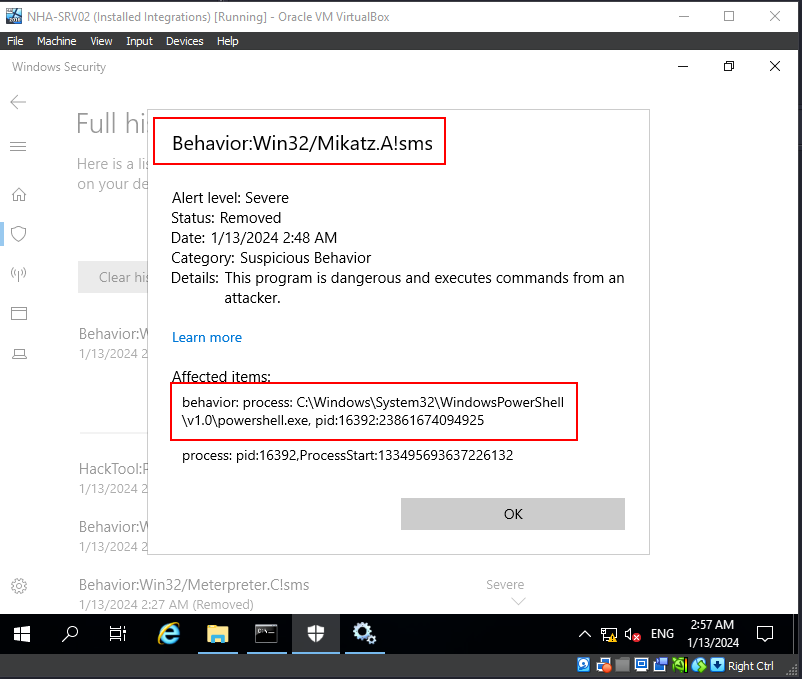 NHA-SRV02 (Installed Integrations) [Running] - Oracle VM VirtualBox
File Machine View Input Devices Help
Windows Security
Full his
Here is a lis
on your de
Behavior:Win32/Mikatz.A!sms
Alert level: Severe
Status: Removed
Date: 1/13/2024 2:48 AM
Category: Suspicious Behavior
Details: This program is dangerous and executes commands from an
attacker.
Clear his
Learn more
Behavior:W
1/13/2024 2
Affected items:
behavior: process: C:\Windows\System32\WindowsPowerShell
\v1.0\powershell.exe, pid:16392:23861674094925
process: pid:16392,ProcessStart:133495693637226132
HackTool:P
1/13/2024 2
OK
Behavior:W
1/13/2024 2
Behavior:Win32/Meterpreter.C!sms Severe
1/13/2024 2:27 AM (Removed)
ENG
2:57 AM
1/13/2024
Right Ctrl